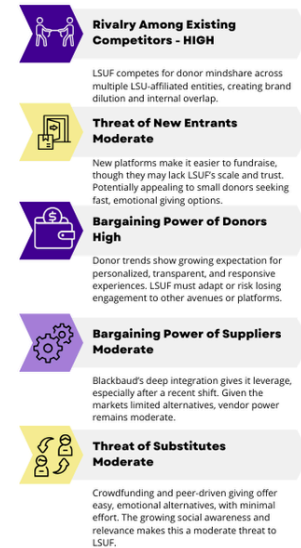 Rivalry Among Existing
Competitors - HIGH
LSUF competes for donor mindshare across
multiple LSU-affiliated entities, creating brand
dilution and internal overlap.
Threat of New Entrants
Moderate
New platforms make it easier to fundraise,
though they may lack LSUF's scale and trust.
Potentially appealing to small donors seeking
fast, emotional giving options.
Bargaining Power of Donors
High
Donor trends show growing expectation for
personalized, transparent, and responsive
experiences. LSUF must adapt or risk losing
engagement to other avenues or platforms.
Bargaining Power of Suppliers
Moderate
Blackbaud's deep integration gives it leverage,
especially after a recent shift. Given the
markets limited alternatives, vendor power
remains moderate.
Threat of Substitutes
Moderate
Crowdfunding and peer-driven giving offer
easy, emotional alternatives, with minimal
effort. The growing social awareness and
relevance makes this a moderate threat to
LSUF.